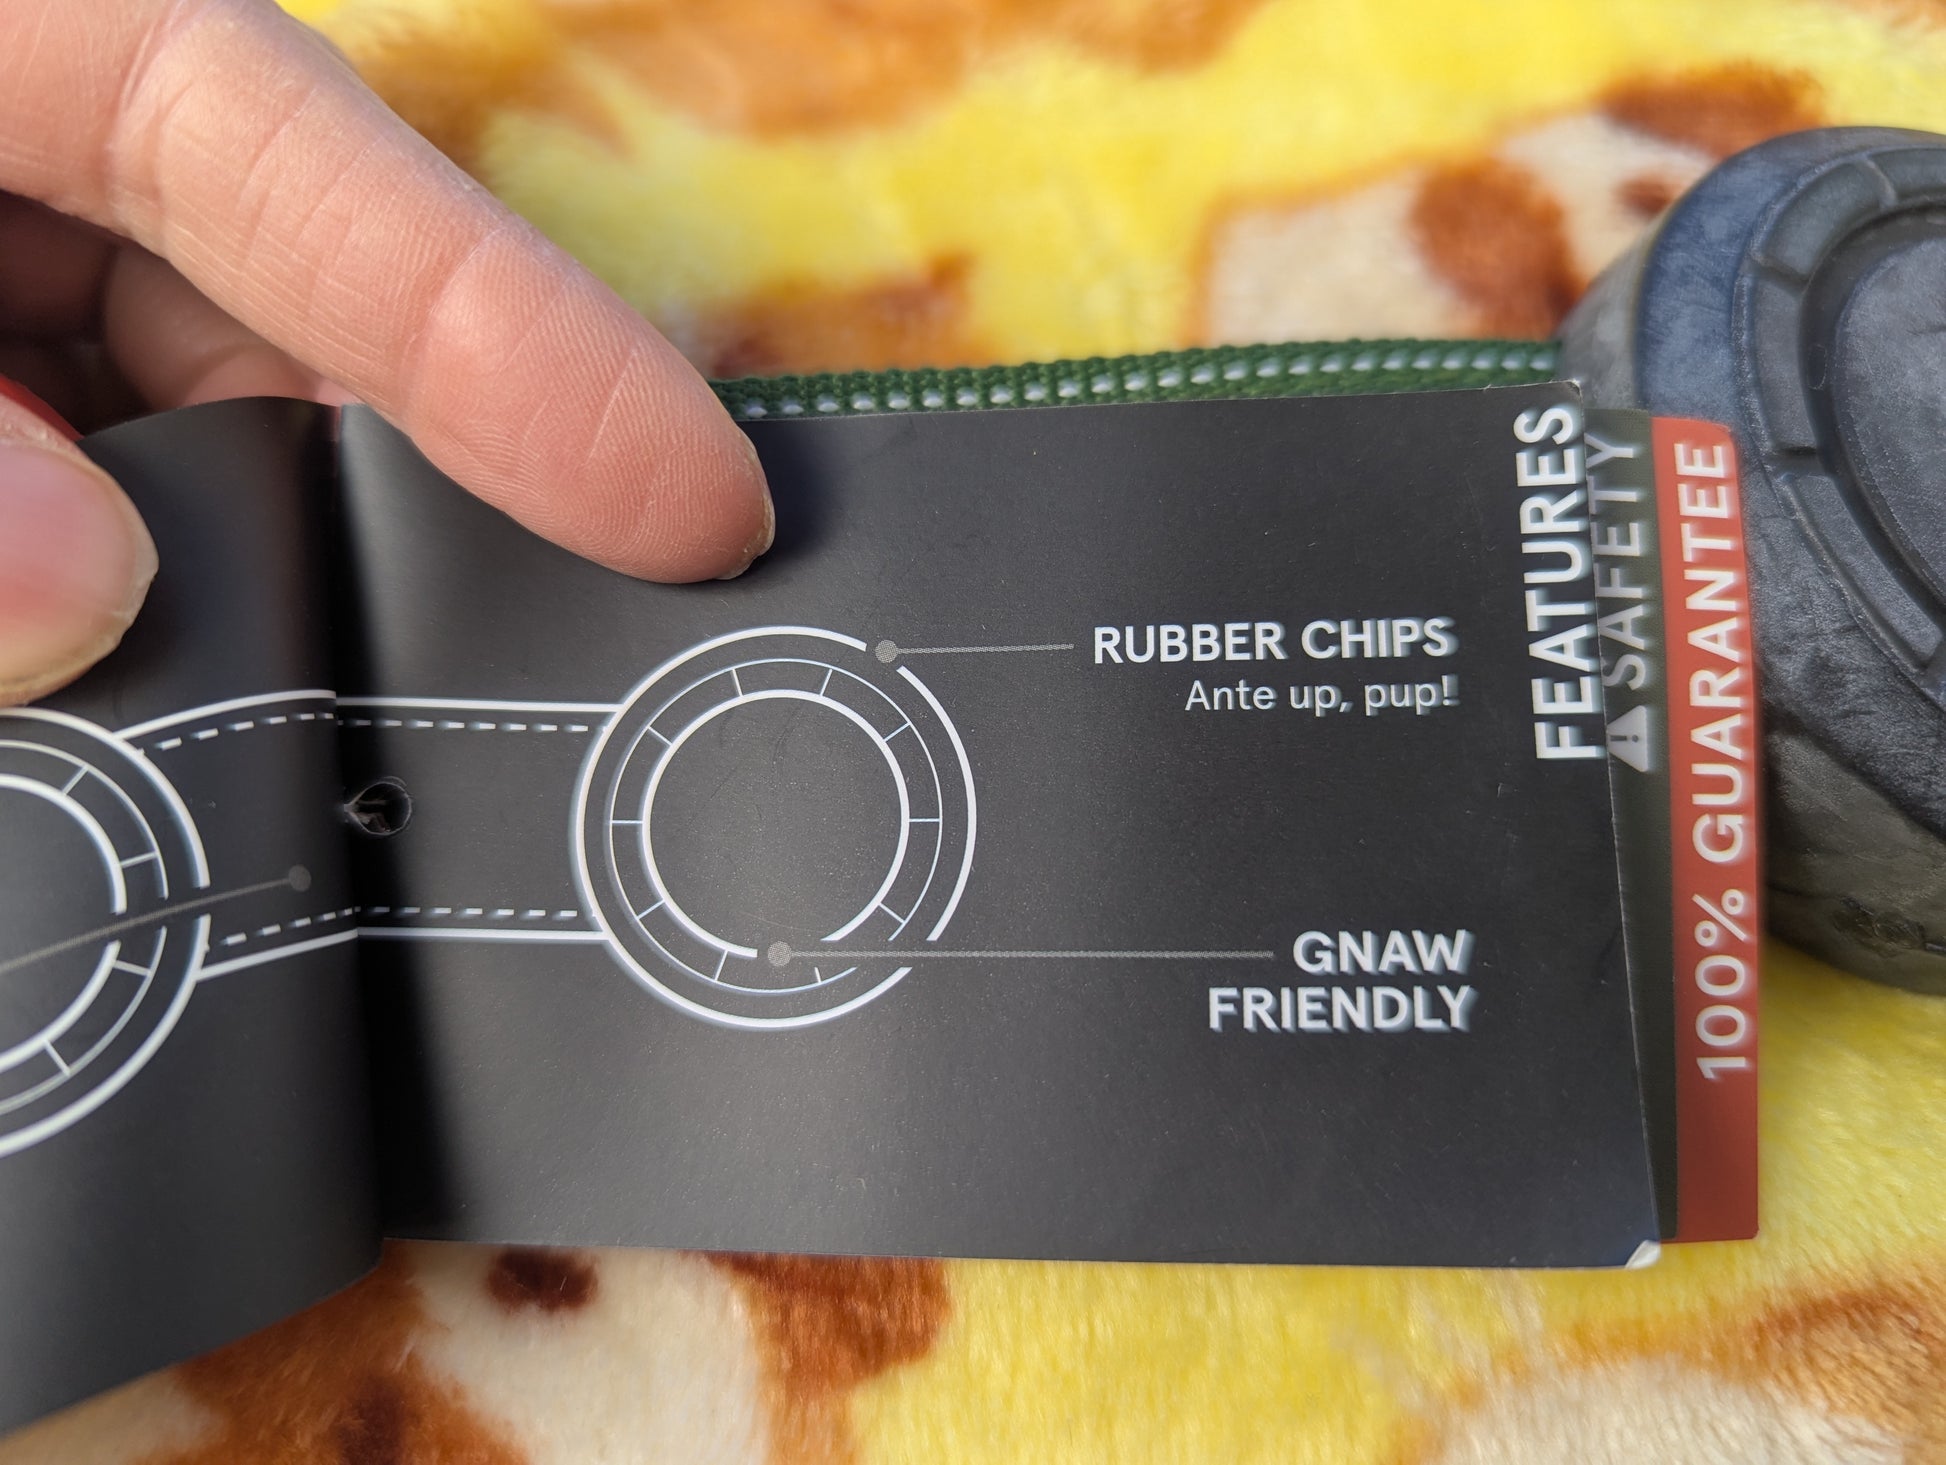 RUBBER CHIPS
Ante up, pup!
GNAW
FRIENDLY
FEATURES
SAFETY
100% GUARANTEE